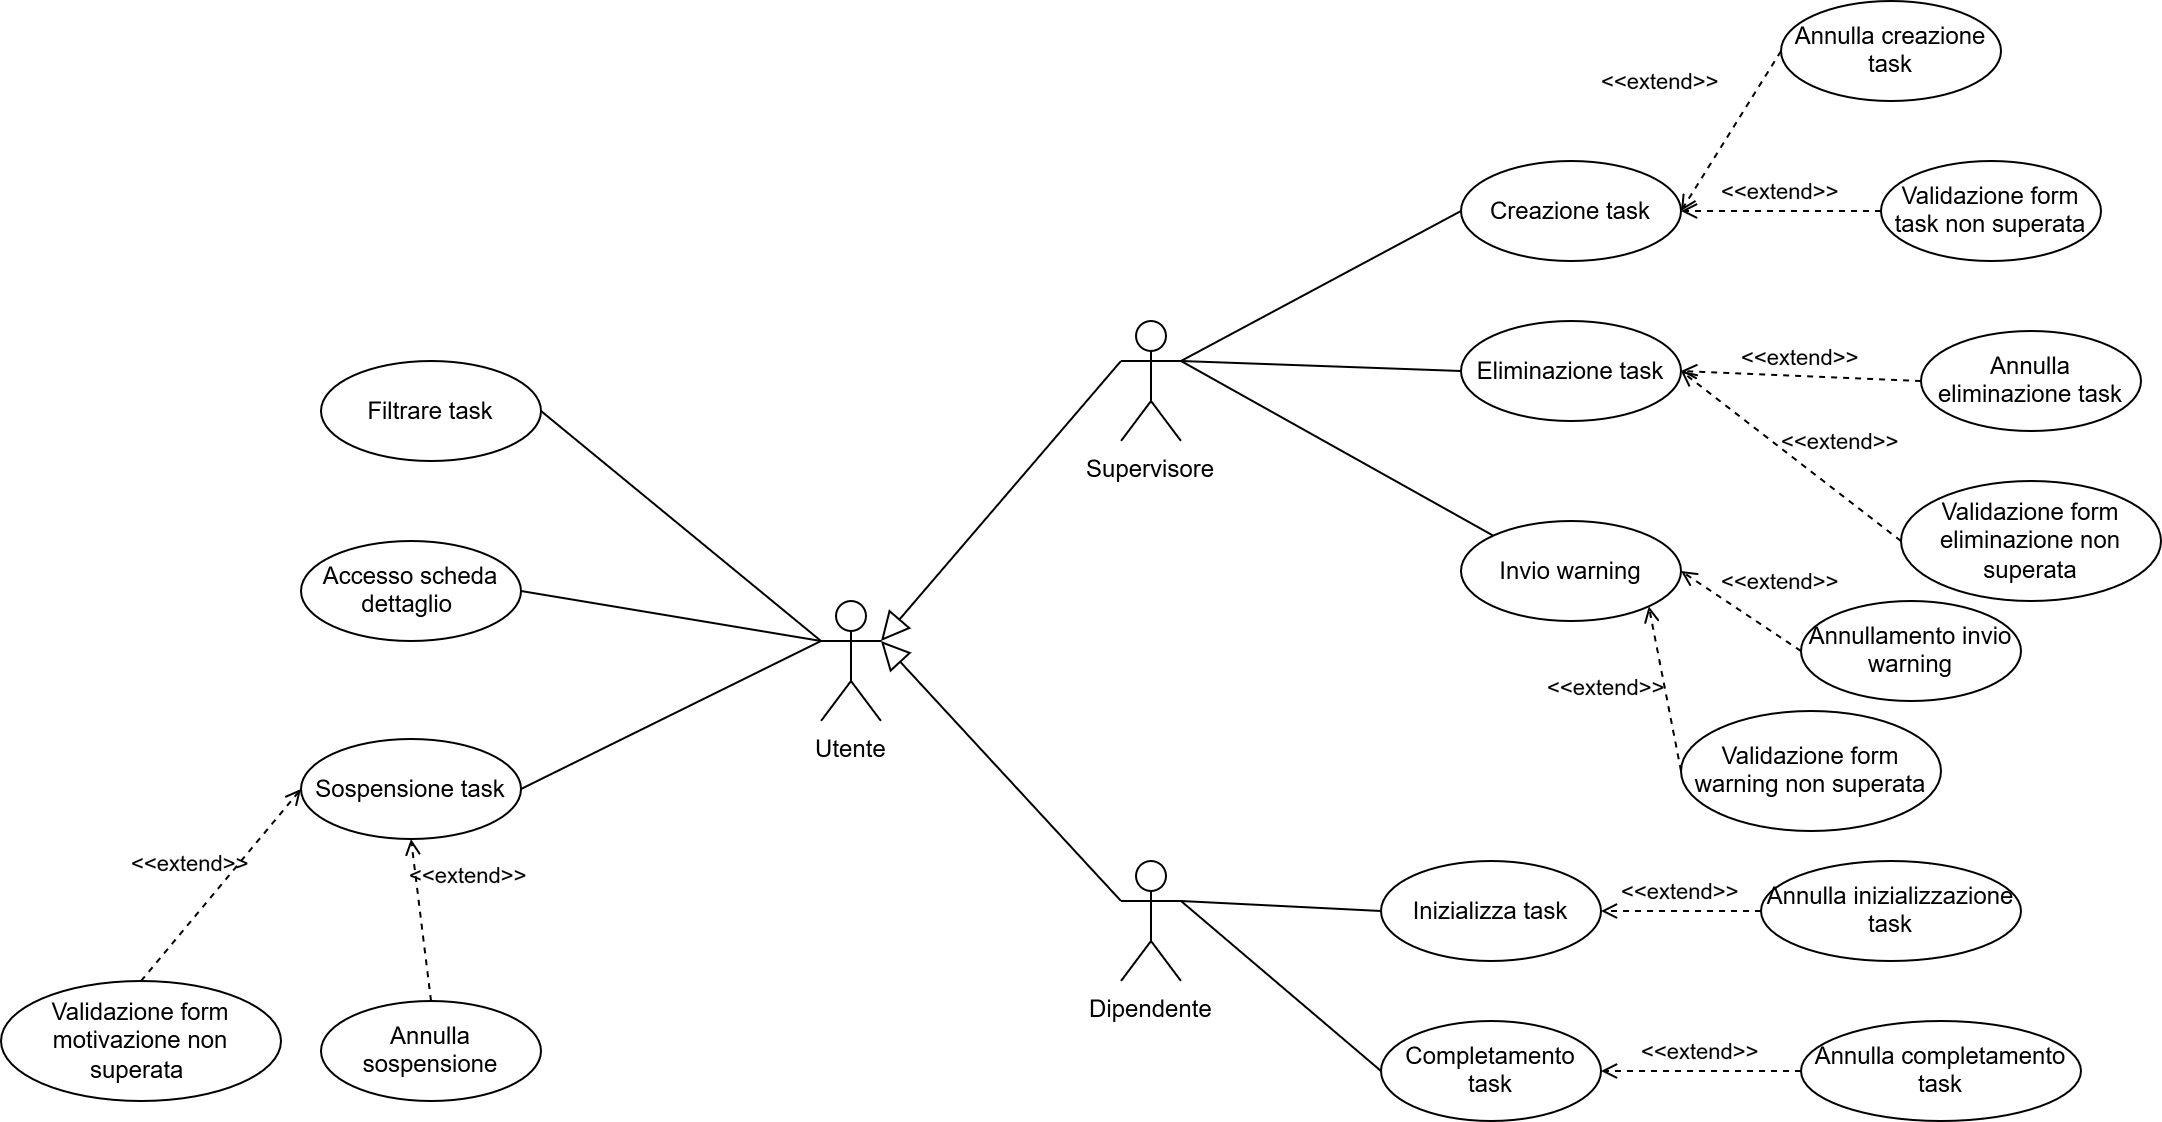 Annulla creazione
task
<<extend>>
<<extend>>
Validazione form
task non superata
Creazione task
Eliminazione task
<<extend>>
Annulla
eliminazione task
<<extend>>
Validazione form
eliminazione non
superata
Supervisore
Filtrare task
Accesso scheda
dettaglio
Invio warning
<<extend>>
Annullamento invio
warning
<<extend>>
Validazione form
warning non superata
Utente
Sospensione task
<<extend>>
<<extend>>
Validazione form
motivazione non
superata
Annulla
sospensione
Dipendente
Inizializza task
<<extend>>
Annulla inizializzazione
task
Completamento
task
<<extend>>
Annulla completamento
task